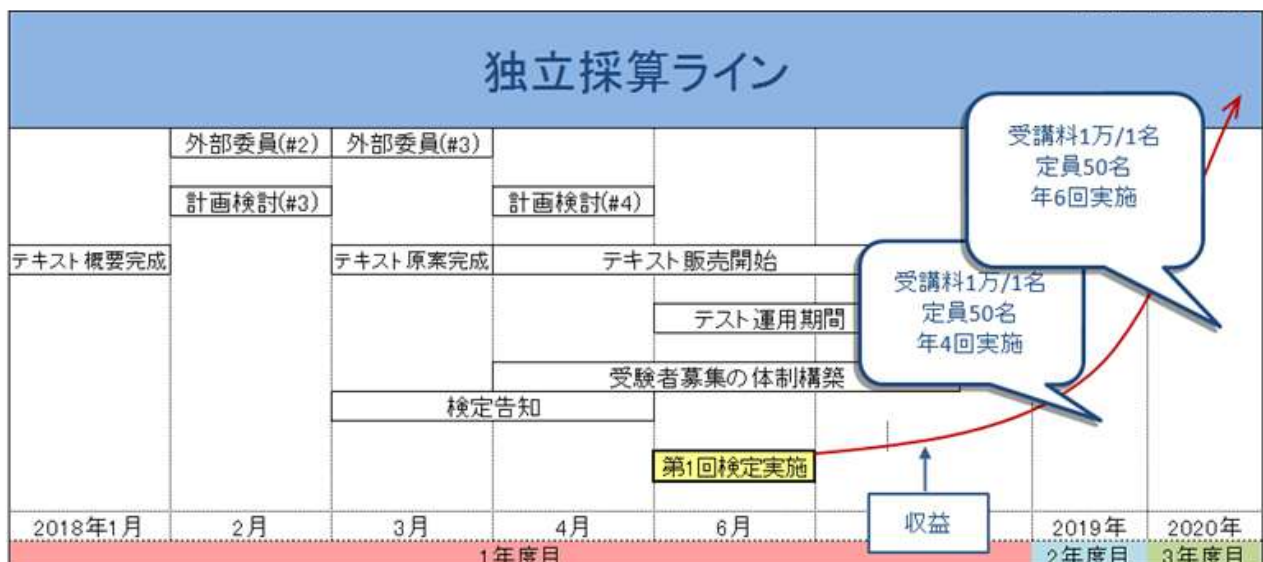 独立採算ライン
受講料1万/1名
定員50名
年6回実施
外部委員(#2)
外部委員(#3)
計画検討(#3)
計画検討(#4)
テキスト概要完成
テキスト原案完成
テキスト販売開始
受講料1万/1名
定員50名
年4回実施
テスト運用期間
受験者募集の体制構築
検定告知
第1回検定実施
収益
2018年1月
2月
3月
4月
6月
2019年
2020年
1年度目
2年度目
3年度目